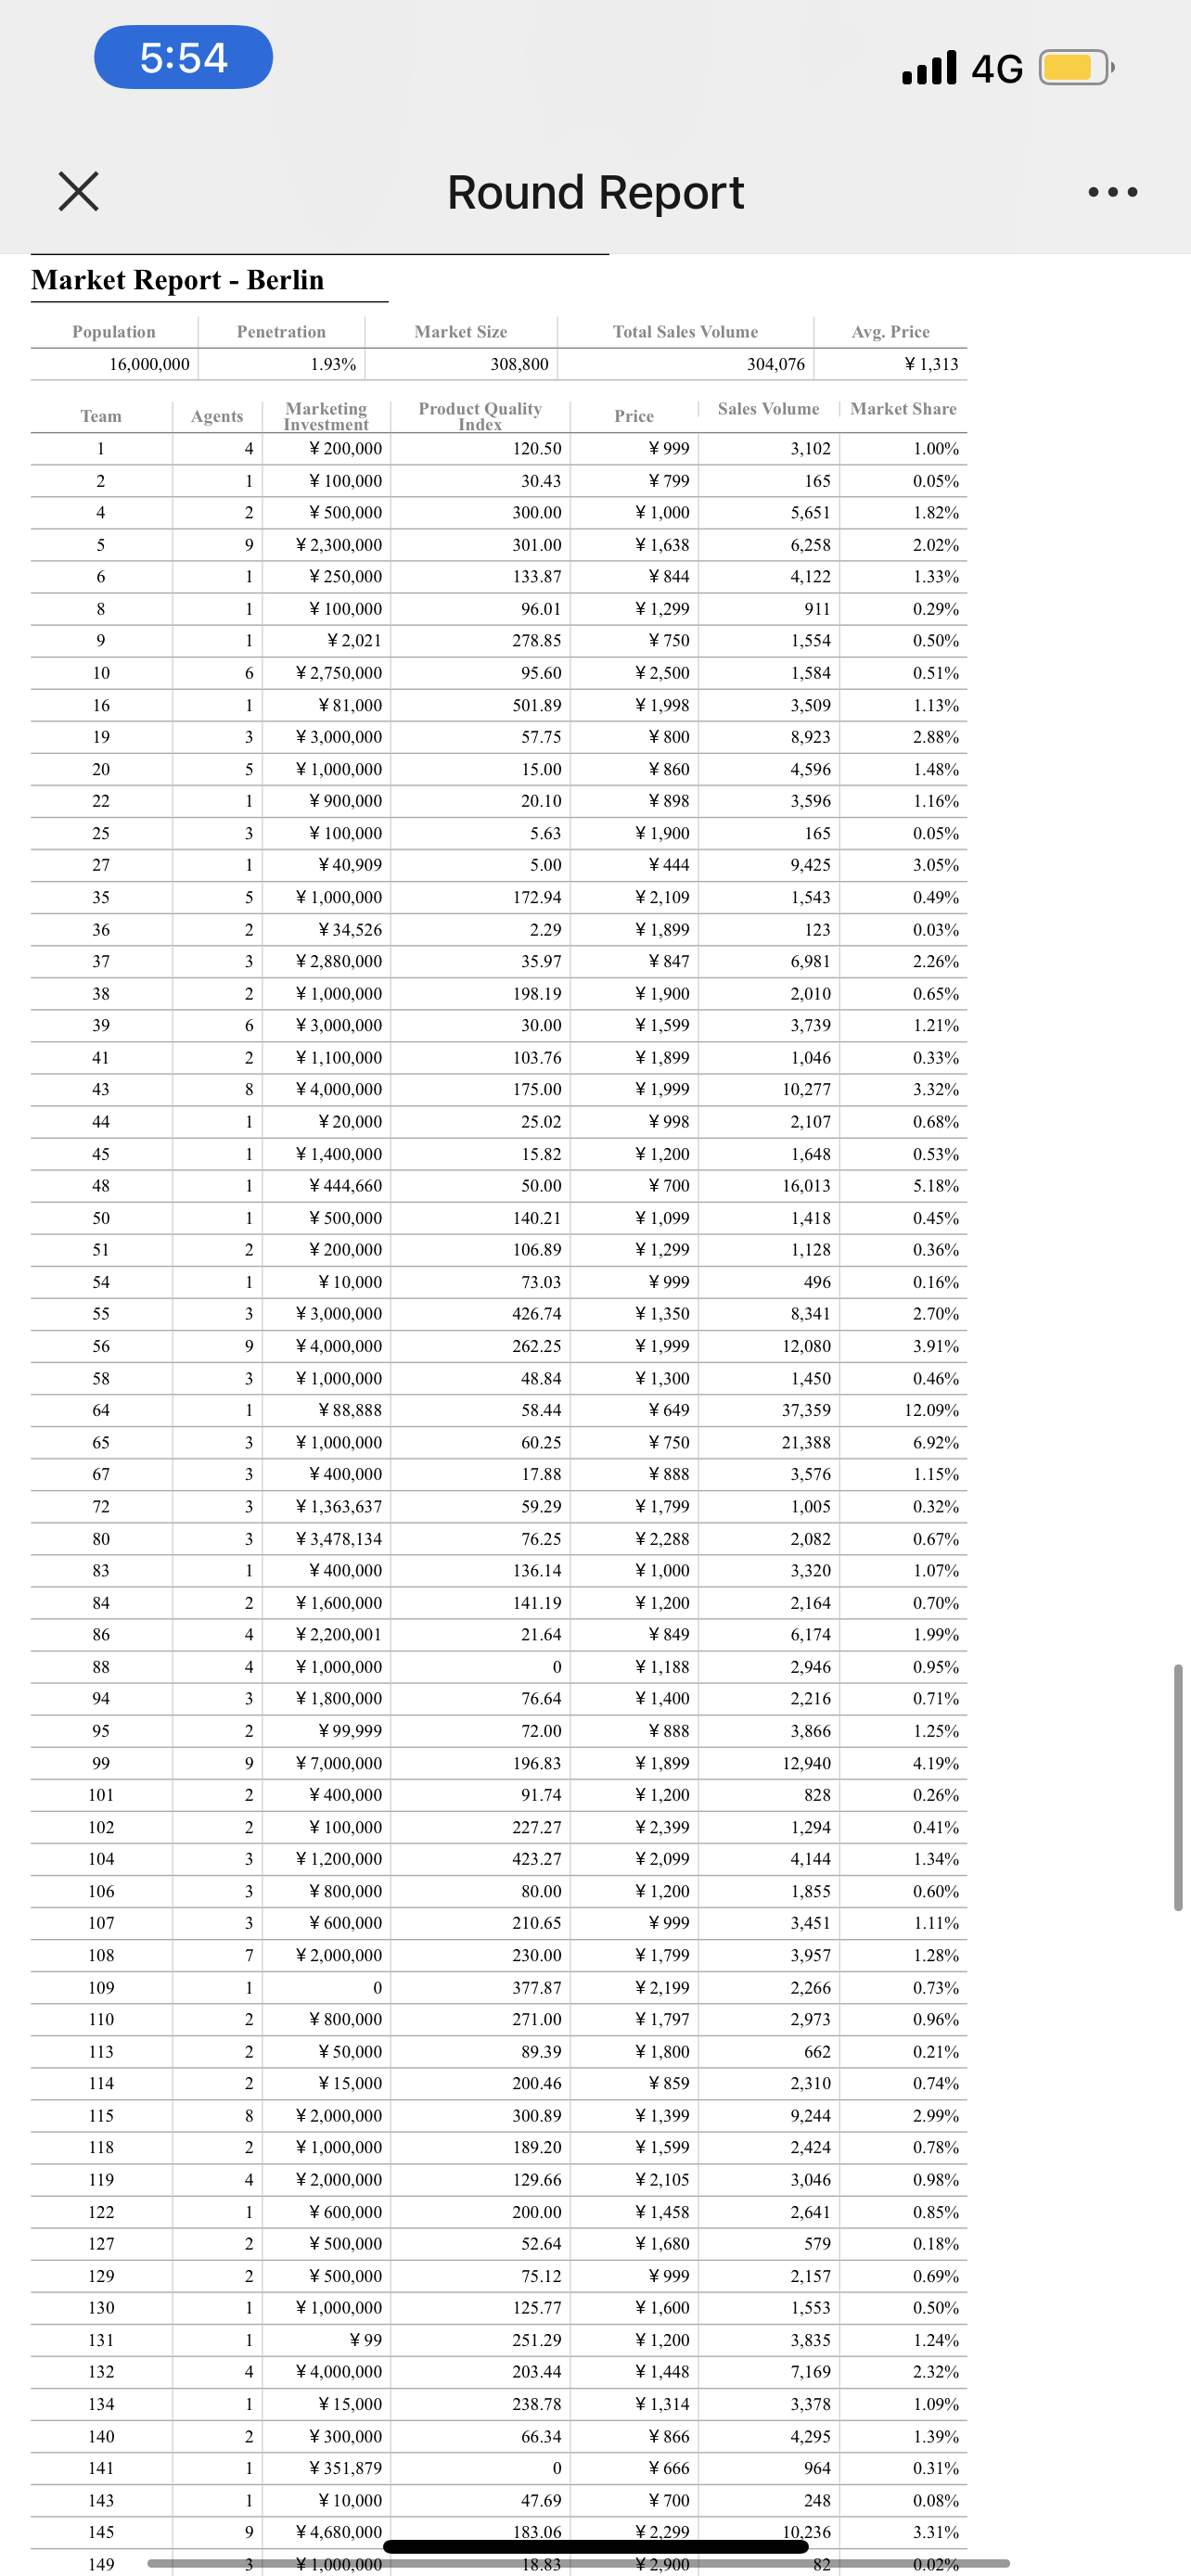 5:54
4G
Round Report
Market Report - Berlin
Population Penetration Market Size Total Sales Volume Avg. Price
16,000,000 1.93% 308,800 304,076 ¥ 1,313
Team Agents Marketing Investment Product Quality Index Price Sales Volume Market Share
1 4 ¥ 200,000 120.50 ¥ 999 3,102 1.00%
2 1 ¥ 100,000 30.43 ¥ 799 165 0.05%
4 2 ¥ 500,000 300.00 ¥ 1,000 5,651 1.82%
5 9 ¥ 2,300,000 301.00 ¥ 1,638 6,258 2.02%
6 1 ¥ 250,000 133.87 ¥ 844 4,122 1.33%
8 1 ¥ 100,000 96.01 ¥ 1,299 911 0.29%
9 1 ¥ 2,021 278.85 ¥ 750 1,554 0.50%
10 6 ¥ 2,750,000 95.60 ¥ 2,500 1,584 0.51%
16 1 ¥ 81,000 501.89 ¥ 1,998 3,509 1.13%
19 3 ¥ 3,000,000 57.75 ¥ 800 8,923 2.88%
20 5 ¥ 1,000,000 15.00 ¥ 860 4,596 1.48%
22 1 ¥ 900,000 20.10 ¥ 898 3,596 1.16%
25 3 ¥ 100,000 5.63 ¥ 1,900 165 0.05%
27 1 ¥ 40,909 5.00 ¥ 444 9,425 3.05%
35 5 ¥ 1,000,000 172.94 ¥ 2,109 1,543 0.49%
36 2 ¥ 34,526 2.29 ¥ 1,899 123 0.03%
37 3 ¥ 2,880,000 35.97 ¥ 847 6,981 2.26%
38 2 ¥ 1,000,000 198.19 ¥ 1,900 2,010 0.65%
39 6 ¥ 3,000,000 30.00 ¥ 1,599 3,739 1.21%
41 2 ¥ 1,100,000 103.76 ¥ 1,899 1,046 0.33%
43 8 ¥ 4,000,000 175.00 ¥ 1,999 10,277 3.32%
44 1 ¥ 20,000 25.02 ¥ 998 2,107 0.68%
45 1 ¥ 1,400,000 15.82 ¥ 1,200 1,648 0.53%
48 1 ¥ 444,660 50.00 ¥ 700 16,013 5.18%
50 1 ¥ 500,000 140.21 ¥ 1,099 1,418 0.45%
51 2 ¥ 200,000 106.89 ¥ 1,299 1,128 0.36%
54 1 ¥ 10,000 73.03 ¥ 999 496 0.16%
55 3 ¥ 3,000,000 426.74 ¥ 1,350 8,341 2.70%
56 9 ¥ 4,000,000 262.25 ¥ 1,999 12,080 3.91%
58 3 ¥ 1,000,000 48.84 ¥ 1,300 1,450 0.46%
64 1 ¥ 88,888 58.44 ¥ 649 37,359 12.09%
65 3 ¥ 1,000,000 60.25 ¥ 750 21,388 6.92%
67 3 ¥ 400,000 17.88 ¥ 888 3,576 1.15%
72 3 ¥ 1,363,637 59.29 ¥ 1,799 1,005 0.32%
80 3 ¥ 3,478,134 76.25 ¥ 2,288 2,082 0.67%
83 1 ¥ 400,000 136.14 ¥ 1,000 3,320 1.07%
84 2 ¥ 1,600,000 141.19 ¥ 1,200 2,164 0.70%
86 4 ¥ 2,200,001 21.64 ¥ 849 6,174 1.99%
88 4 ¥ 1,000,000 0 ¥ 1,188 2,946 0.95%
94 3 ¥ 1,800,000 76.64 ¥ 1,400 2,216 0.71%
95 2 ¥ 99,999 72.00 ¥ 888 3,866 1.25%
99 9 ¥ 7,000,000 196.83 ¥ 1,899 12,940 4.19%
101 2 ¥ 400,000 91.74 ¥ 1,200 828 0.26%
102 2 ¥ 100,000 227.27 ¥ 2,399 1,294 0.41%
104 3 ¥ 1,200,000 423.27 ¥ 2,099 4,144 1.34%
106 3 ¥ 800,000 80.00 ¥ 1,200 1,855 0.60%
107 3 ¥ 600,000 210.65 ¥ 999 3,451 1.11%
108 7 ¥ 2,000,000 230.00 ¥ 1,799 3,957 1.28%
109 1 0 377.87 ¥ 2,199 2,266 0.73%
110 2 ¥ 800,000 271.00 ¥ 1,797 2,973 0.96%
113 2 ¥ 50,000 89.39 ¥ 1,800 662 0.21%
114 2 ¥ 15,000 200.46 ¥ 859 2,310 0.74%
115 8 ¥ 2,000,000 300.89 ¥ 1,399 9,244 2.99%
118 2 ¥ 1,000,000 189.20 ¥ 1,599 2,424 0.78%
119 4 ¥ 2,000,000 129.66 ¥ 2,105 3,046 0.98%
122 1 ¥ 600,000 200.00 ¥ 1,458 2,641 0.85%
127 2 ¥ 500,000 52.64 ¥ 1,680 579 0.18%
129 2 ¥ 500,000 75.12 ¥ 999 2,157 0.69%
130 1 ¥ 1,000,000 125.77 ¥ 1,600 1,553 0.50%
131 1 ¥ 99 251.29 ¥ 1,200 3,835 1.24%
132 4 ¥ 4,000,000 203.44 ¥ 1,448 7,169 2.32%
134 1 ¥ 15,000 238.78 ¥ 1,314 3,378 1.09%
140 2 ¥ 300,000 66.34 ¥ 866 4,295 1.39%
141 1 ¥ 351,879 0 ¥ 666 964 0.31%
143 1 ¥ 10,000 47.69 ¥ 700 248 0.08%
145 9 ¥ 4,680,000 183.06 ¥ 2,299 10,236 3.31%
149 3 ¥ 1,000,000 18.83 ¥ 2,900 82 0.02%